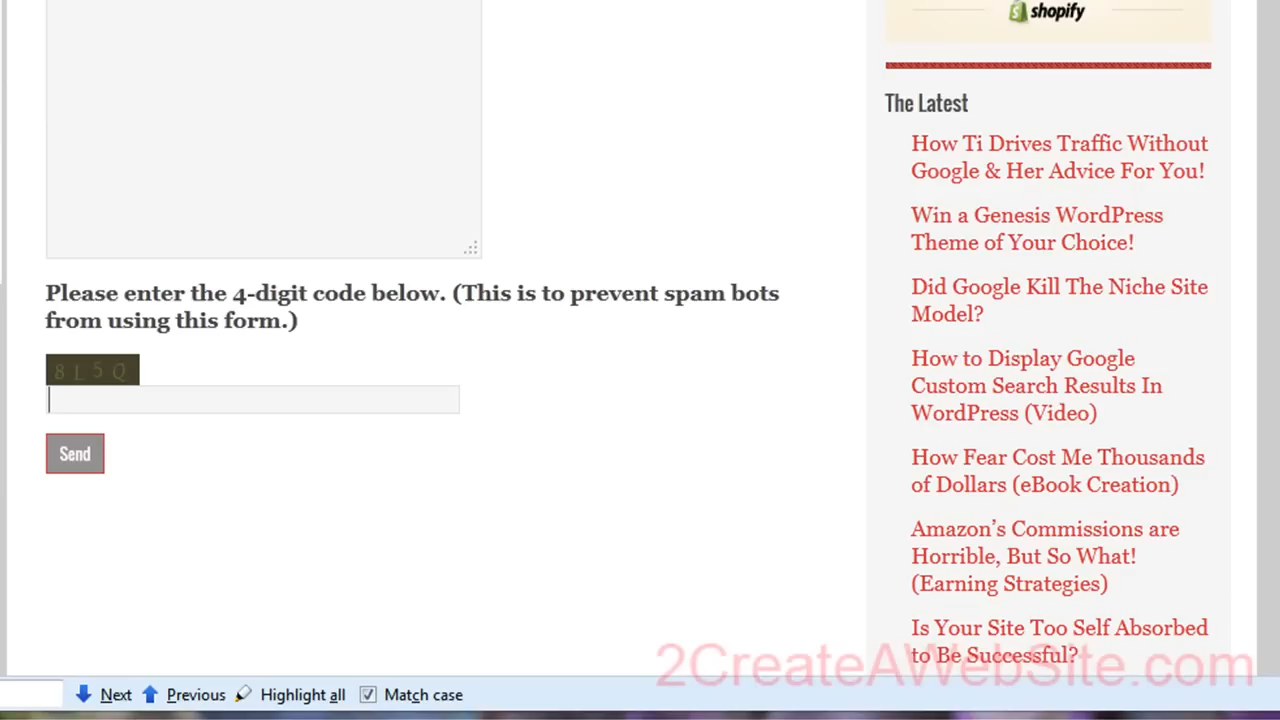 shopify
The Latest
How Ti Drives Traffic Without
Google & Her Advice For You!
Win a Genesis WordPress
Theme of Your Choice!
Did Google Kill The Niche Site
Model?
How to Display Google
Custom Search Results In
WordPress (Video)
How Fear Cost Me Thousands
of Dollars (eBook Creation)
Amazon’s Commissions are
Horrible, But So What!
(Earning Strategies)
Is Your Site Too Self Absorbed
to Be Successful?
Please enter the 4-digit code below. (This is to prevent spam bots
from using this form.)
8L5Q
Send
2CreateAWebSite.com
Next Previous Highlight all Match case